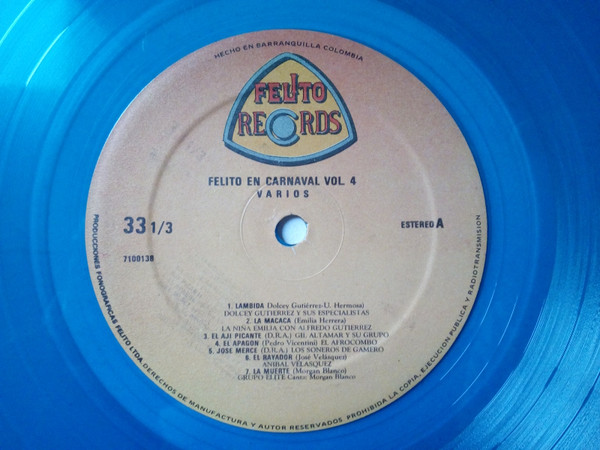 HECHO EN BARRANQUILLA COLOMBIA
FELITO
RECORDS
FELITO EN CARNAVAL VOL. 4
VARIOS
33 1/3
ESTEREO A
7100138
1. LAMBIDA Dolcey Gutiérrez-U. Hermosa)
DOLCEY GUTIERREZ Y SUS ESPECIALISTAS
2. LA MACACA (Emilia Herrera)
LA NIÑA EMILIA CON ALFREDO GUTIERREZ
3. EL AJI PICANTE (D.R.A.) GIL ALTAMAR Y SU GRUPO
4. EL APAGON (Pedro Vicentini) EL AFROCOMBO
5. JOSE MERCE (D.R.A.) LOS SONEROS DE GAMERO
6. EL RAYADOR (José Velásquez)
ANIBAL VELASQUEZ
7. LA MUERTE (Morgan Blanco)
GRUPO ELITE Canta: Morgan Blanco
PRODUCCIONES FONOGRAFICAS FELITO LTDA. DERECHOS DE MANUFACTURA Y AUTOR RESERVADOS. PROHIBIDA LA COPIA, EJECUCION PUBLICA Y RADIOTRANSMISION